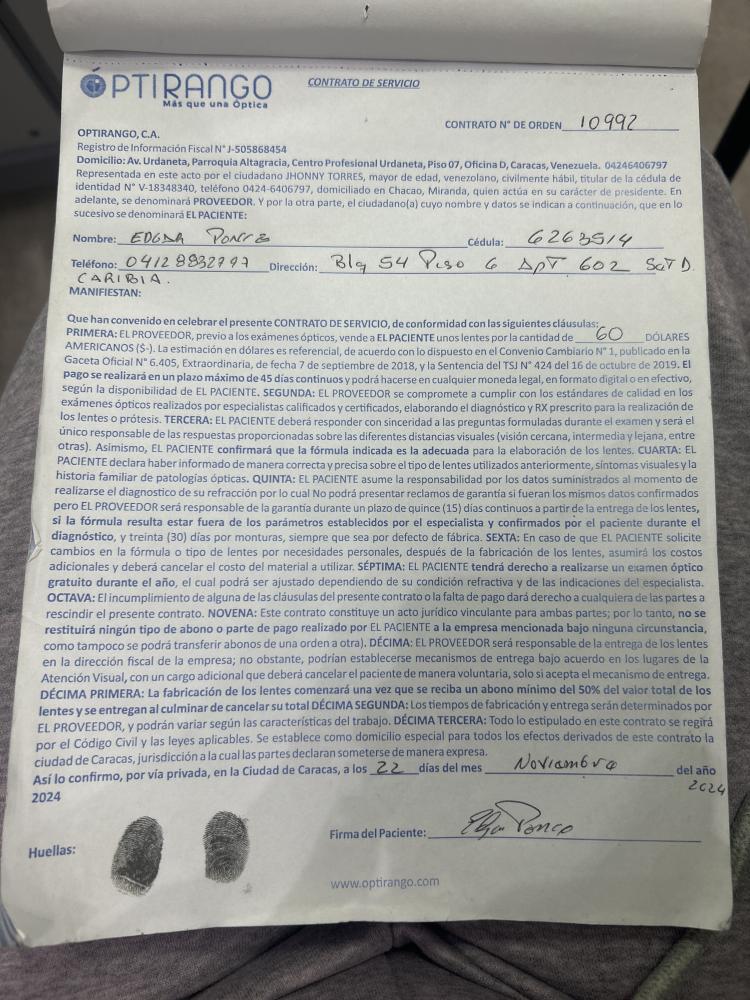 ÓPTIRANGO
Más que una Óptica
CONTRATO DE SERVICIO
CONTRATO N° DE ORDEN 10992
OPTIRANGO, C.A.
Registro de Información Fiscal N° J-505868454
Domicilio: Av. Urdaneta, Parroquia Altagracia, Centro Profesional Urdaneta, Piso 07, Oficina D, Caracas, Venezuela. 04246406797
Representada en este acto por el ciudadano JHONNY TORRES, mayor de edad, venezolano, civilmente hábil, titular de la cédula de
identidad N° V-18348340, teléfono 0424-6406797, domiciliado en Chacao, Miranda, quien actúa en su carácter de presidente. En
adelante, se denominará PROVEEDOR. Y por la otra parte, el ciudadano(a) cuyo nombre y datos se indican a continuación, que en lo
sucesivo se denominará EL PACIENTE:
Nombre: EDGAR Ponce Cédula: 6263514
Teléfono: 0412 8832797 Dirección: Blq 54 Piso 6 APT 602
CARIBIA.
MANIFIESTAN:
Que han convenido en celebrar el presente CONTRATO DE SERVICIO, de conformidad con las siguientes cláusulas:
PRIMERA: EL PROVEEDOR, previo a los exámenes ópticos, vende a EL PACIENTE unos lentes por la cantidad de 60 DÓLARES
AMERICANOS ($-). La estimación en dólares es referencial, de acuerdo con lo dispuesto en el Convenio Cambiario N° 1, publicado en la
Gaceta Oficial N° 6.405, Extraordinaria, de fecha 7 de septiembre de 2018, y la Sentencia del TSJ N° 424 del 16 de octubre de 2019. El
pago se realizará en un plazo máximo de 45 días continuos y podrá hacerse en cualquier moneda legal, en formato digital o en efectivo,
según la disponibilidad de EL PACIENTE. SEGUNDA: EL PROVEEDOR se compromete a cumplir con los estándares de calidad en los
exámenes ópticos realizados por especialistas calificados y certificados, elaborando el diagnóstico y RX prescrito para la realización de
los lentes o prótesis. TERCERA: EL PACIENTE deberá responder con sinceridad a las preguntas formuladas durante el examen y será el
único responsable de las respuestas proporcionadas sobre las diferentes distancias visuales (visión cercana, intermedia y lejana, entre
otras). Asimismo, EL PACIENTE confirmará que la fórmula indicada es la adecuada para la elaboración de los lentes. CUARTA: EL
PACIENTE declara haber informado de manera correcta y precisa sobre el tipo de lentes utilizados anteriormente, síntomas visuales y la
historia familiar de patologías ópticas. QUINTA: EL PACIENTE asume la responsabilidad por los datos suministrados al momento de
realizarse el diagnostico de su refracción por lo cual No podrá presentar reclamos de garantía si fueran los mismos datos confirmados
pero EL PROVEEDOR será responsable de la garantía durante un plazo de quince (15) días continuos a partir de la entrega de los lentes,
si la fórmula resulta estar fuera de los parámetros establecidos por el especialista y confirmados por el paciente durante el
diagnóstico, y treinta (30) días por monturas, siempre que sea por defecto de fábrica. SEXTA: En caso de que EL PACIENTE solicite
cambios en la fórmula o tipo de lentes por necesidades personales, después de la fabricación de los lentes, asumirá los costos
adicionales y deberá cancelar el costo del material a utilizar. SÉPTIMA: EL PACIENTE tendrá derecho a realizarse un examen óptico
gratuito durante el año, el cual podrá ser ajustado dependiendo de su condición refractiva y de las indicaciones del especialista.
OCTAVA: El incumplimiento de alguna de las cláusulas del presente contrato o la falta de pago dará derecho a cualquiera de las partes a
rescindir el presente contrato. NOVENA: Este contrato constituye un acto jurídico vinculante para ambas partes; por lo tanto, no se
restituirá ningún tipo de abono o parte de pago realizado por EL PACIENTE a la empresa mencionada bajo ninguna circunstancia,
como tampoco se podrá transferir abonos de una orden a otra). DÉCIMA: EL PROVEEDOR será responsable de la entrega de los lentes
en la dirección fiscal de la empresa; no obstante, podrían establecerse mecanismos de entrega bajo acuerdo en los lugares de la
Atención Visual, con un cargo adicional que deberá cancelar el paciente de manera voluntaria, solo si acepta el mecanismo de entrega.
DÉCIMA PRIMERA: La fabricación de los lentes comenzará una vez que se reciba un abono mínimo del 50% del valor total de los
lentes y se entregan al culminar de cancelar su total DÉCIMA SEGUNDA: Los tiempos de fabricación y entrega serán determinados por
EL PROVEEDOR, y podrán variar según las características del trabajo. DÉCIMA TERCERA: Todo lo estipulado en este contrato se regirá
por el Código Civil y las leyes aplicables. Se establece como domicilio especial para todos los efectos derivados de este contrato la
ciudad de Caracas, jurisdicción a la cual las partes declaran someterse de manera expresa.
Así lo confirmo, por vía privada, en la Ciudad de Caracas, a los 22 días del mes Noviembre del año
2024 2024
Firma del Paciente: Edgar Ponce
Huellas:
www.optirango.com